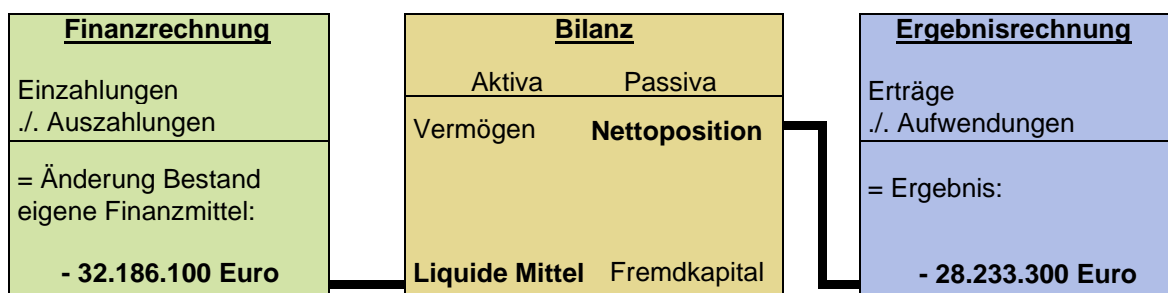 Finanzrechnung
Einzahlungen
./. Auszahlungen
= Änderung Bestand
eigene Finanzmittel:
- 32.186.100 Euro
Bilanz
Aktiva Passiva
Vermögen Nettoposition
Liquide Mittel Fremdkapital
Ergebnisrechnung
Erträge
./. Aufwendungen
= Ergebnis:
- 28.233.300 Euro